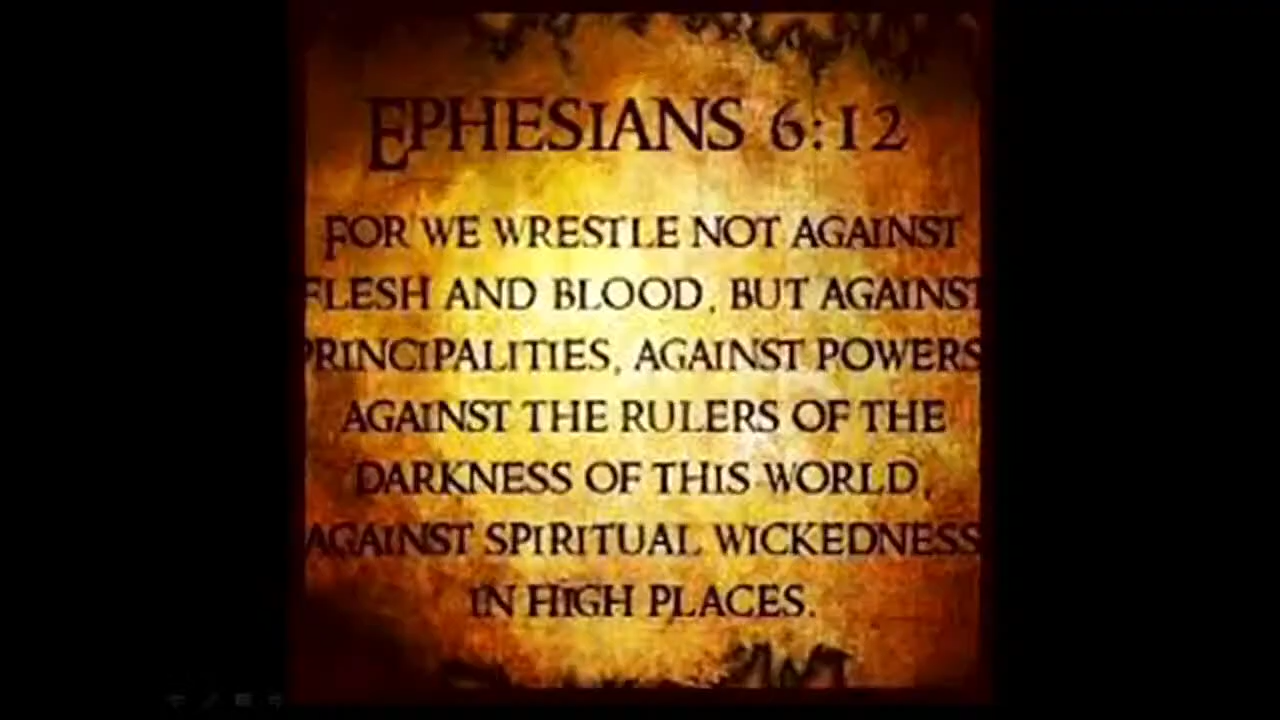 EPHESIANS 6:12
FOR WE WRESTLE NOT AGAINST
FLESH AND BLOOD, BUT AGAINST
PRINCIPALITIES, AGAINST POWERS
AGAINST THE RULERS OF THE
DARKNESS OF THIS WORLD,
AGAINST SPIRITUAL WICKEDNESS
IN HIGH PLACES.